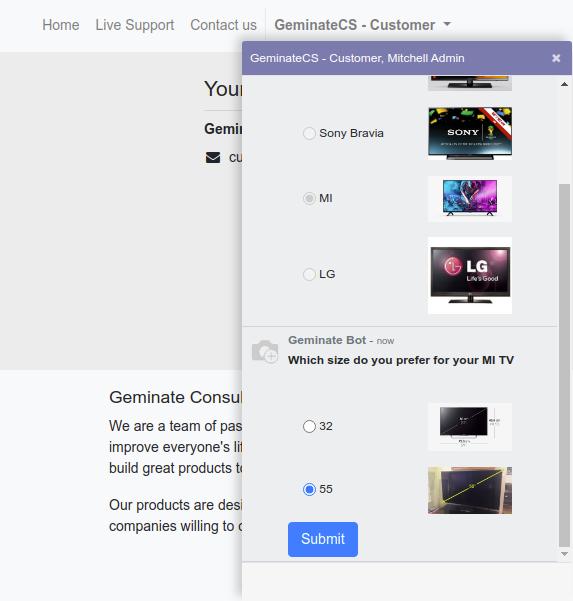 Home Live Support Contact us GeminateCS - Customer
GeminateCS - Customer, Mitchell Admin
Your
Gemi
cu
Sony Bravia
SONY
MI
LG
LG
Life's Good
Geminate Bot - now
Which size do you prefer for your MI TV
32
55
Submit
Geminate Consul
We are a team of pas
improve everyone's lif
build great products to
Our products are desi
companies willing to o